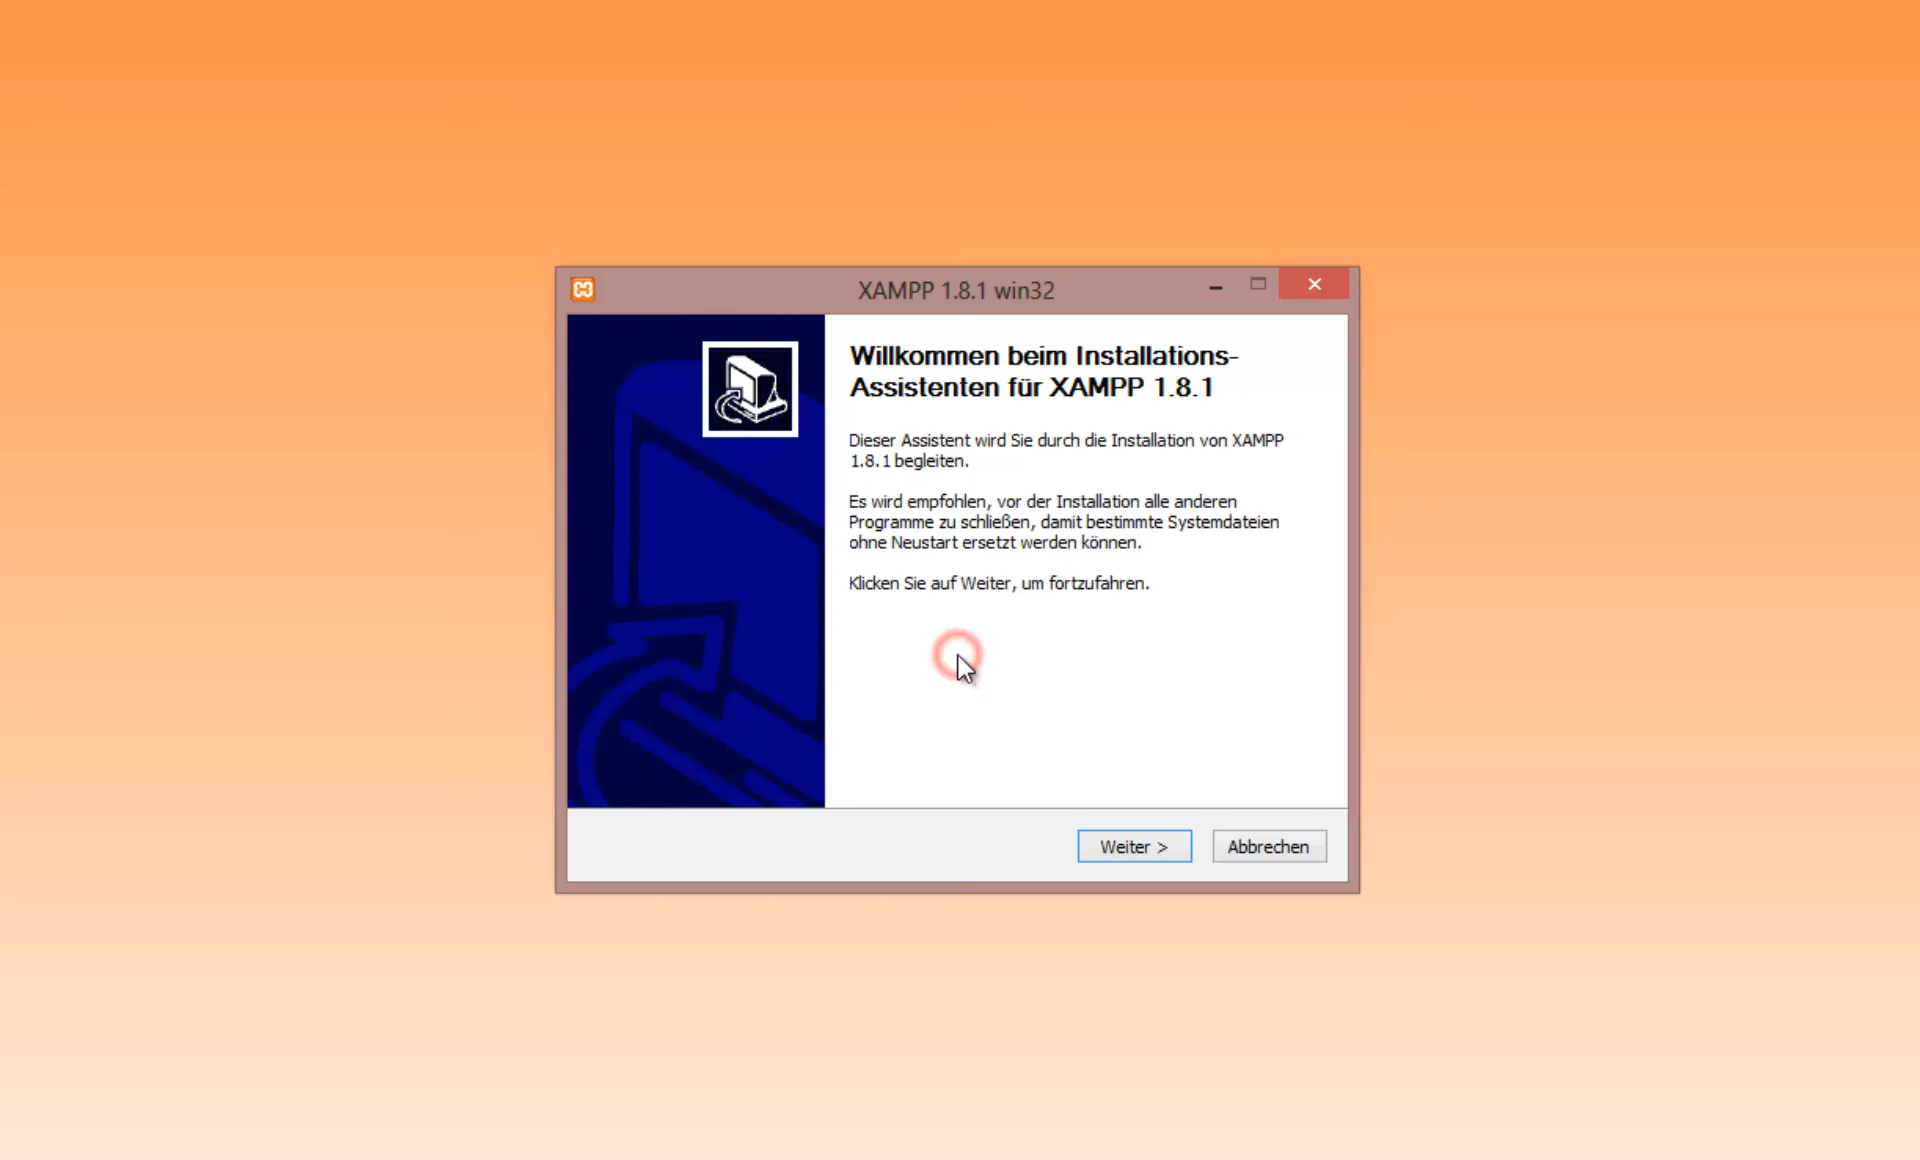 XAMPP 1.8.1 win32
Willkommen beim Installations-
Assistenten für XAMPP 1.8.1
Dieser Assistent wird Sie durch die Installation von XAMPP
1.8.1 begleiten.
Es wird empfohlen, vor der Installation alle anderen
Programme zu schließen, damit bestimmte Systemdateien
ohne Neustart ersetzt werden können.
Klicken Sie auf Weiter, um fortzufahren.
Weiter >
Abbrechen